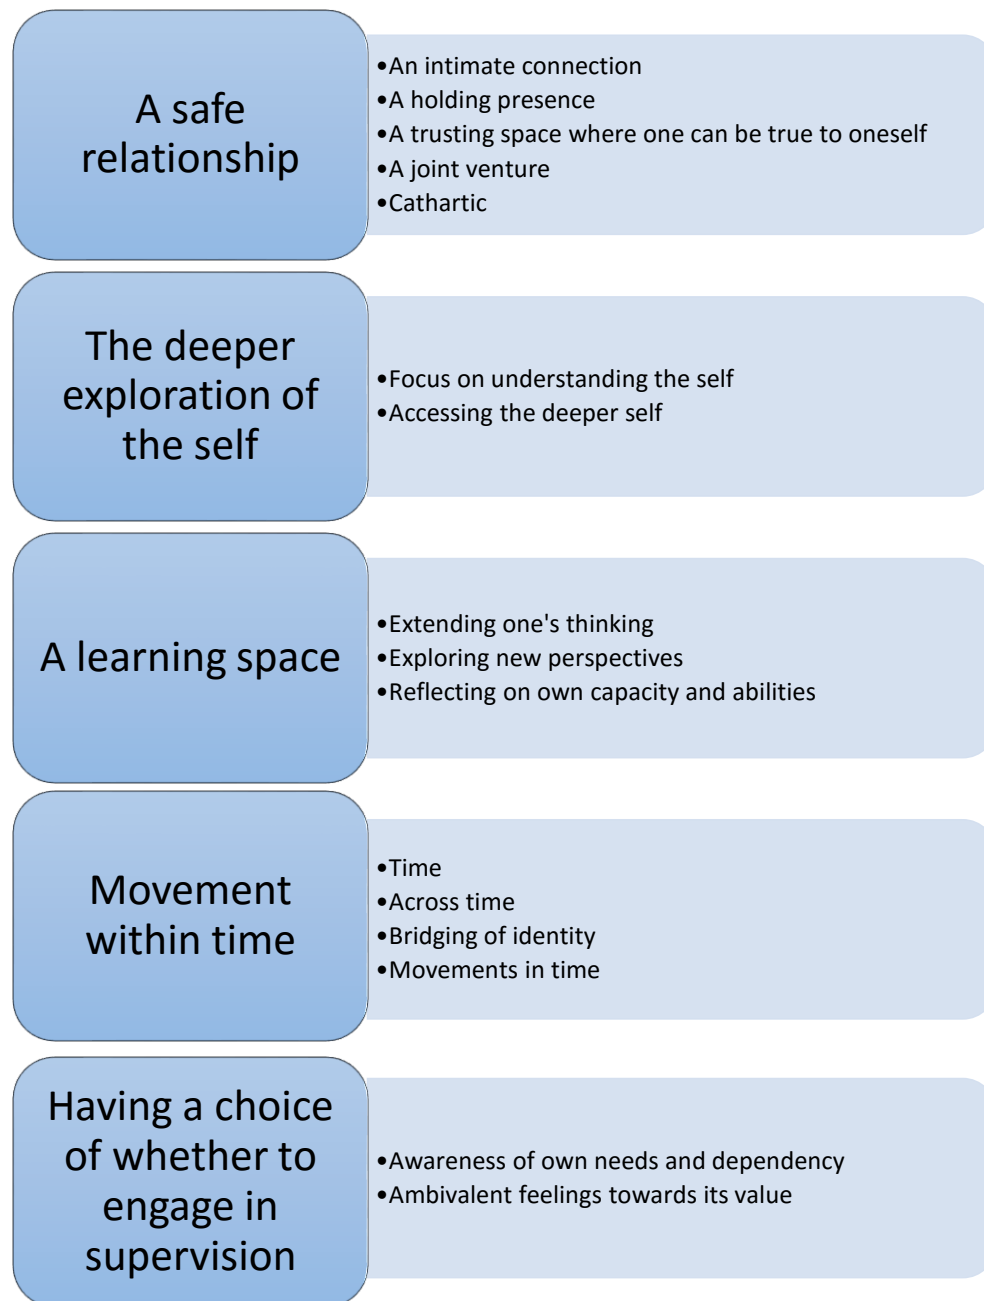 A safe
relationship
•An intimate connection
•A holding presence
•A trusting space where one can be true to oneself
•A joint venture
•Cathartic
The deeper
exploration of
the self
•Focus on understanding the self
•Accessing the deeper self
A learning space
•Extending one's thinking
•Exploring new perspectives
•Reflecting on own capacity and abilities
Movement
within time
•Time
•Across time
•Bridging of identity
•Movements in time
Having a choice
of whether to
engage in
supervision
•Awareness of own needs and dependency
•Ambivalent feelings towards its value